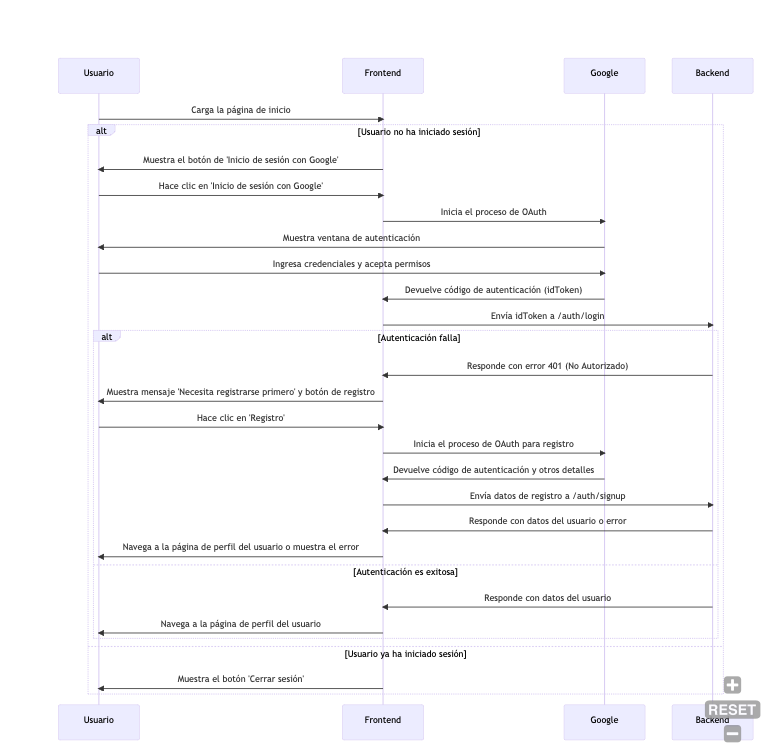 Usuario Frontend Google Backend
Carga la página de inicio
alt [Usuario no ha iniciado sesión]
Muestra el botón de 'Inicio de sesión con Google'
Hace clic en 'Inicio de sesión con Google'
Inicia el proceso de OAuth
Muestra ventana de autenticación
Ingresa credenciales y acepta permisos
Devuelve código de autenticación (idToken)
Envía idToken a /auth/login
alt [Autenticación falla]
Responde con error 401 (No Autorizado)
Muestra mensaje 'Necesita registrarse primero' y botón de registro
Hace clic en 'Registro'
Inicia el proceso de OAuth para registro
Devuelve código de autenticación y otros detalles
Envía datos de registro a /auth/signup
Responde con datos del usuario o error
Navega a la página de perfil del usuario o muestra el error
[Autenticación es exitosa]
Responde con datos del usuario
Navega a la página de perfil del usuario
[Usuario ya ha iniciado sesión]
Muestra el botón 'Cerrar sesión'
RESET
Usuario Frontend Google Backend